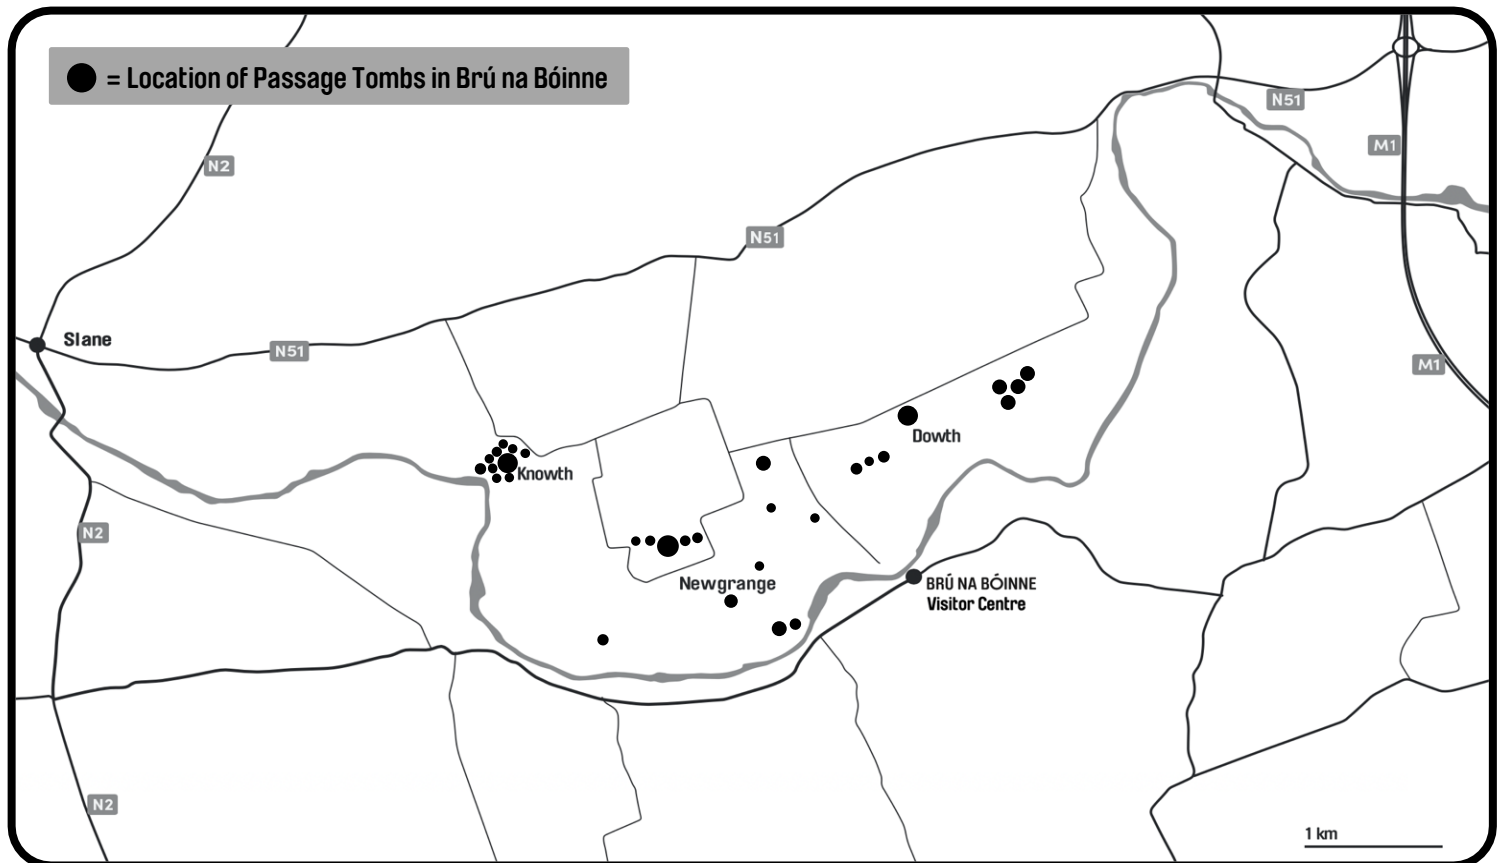 = Location of Passage Tombs in Brú na Bóinne
N51
M1
N2
N51
Slane
N51
M1
Dowth
Knowth
N2
Newgrange
BRÚ NA BÓINNE
Visitor Centre
N2
1 km